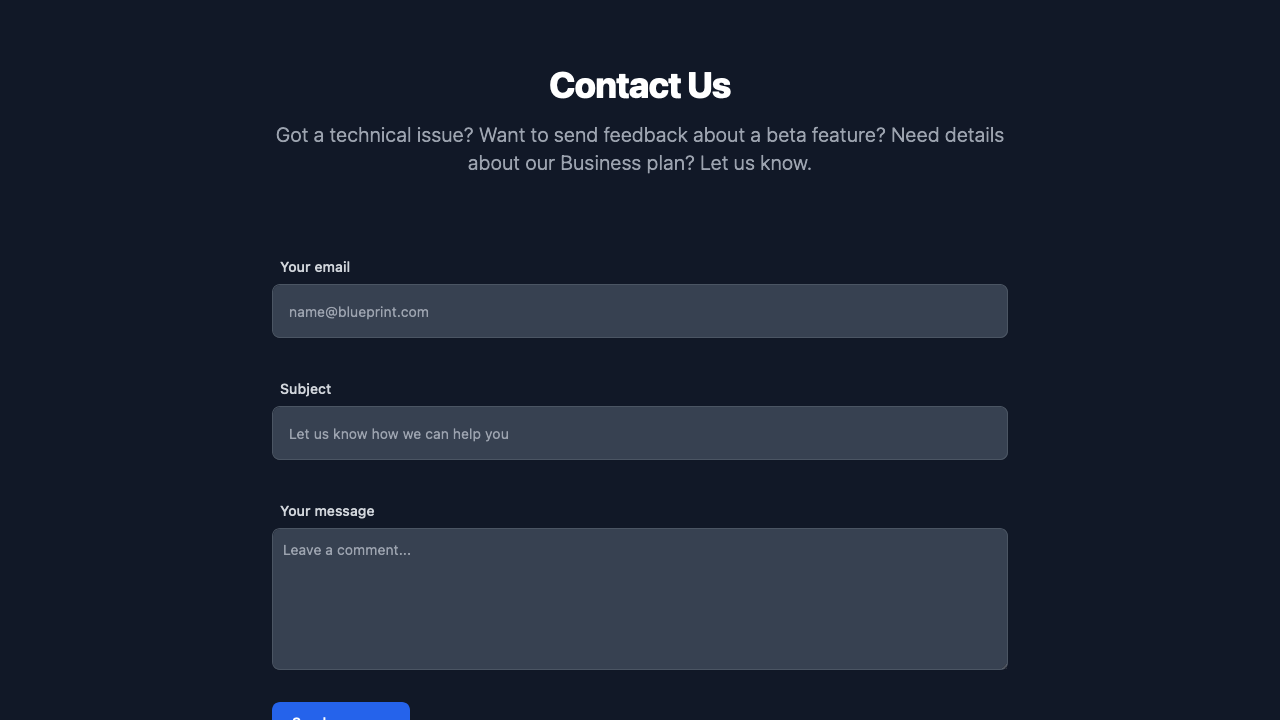 Contact Us
Got a technical issue? Want to send feedback about a beta feature? Need details
about our Business plan? Let us know.
Your email
name@blueprint.com
Subject
Let us know how we can help you
Your message
Leave a comment...